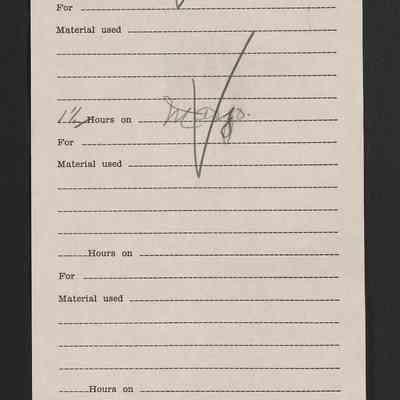 For
Material used
1½ Hours on
For
Material used
Hours on
For
Material used
Hours on